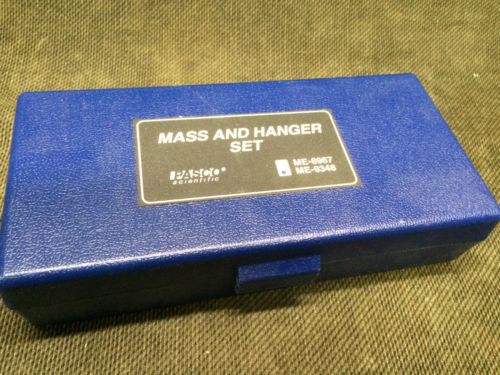 MASS AND HANGER
SET
PASCO®
scientific
ME-8967
ME-9348